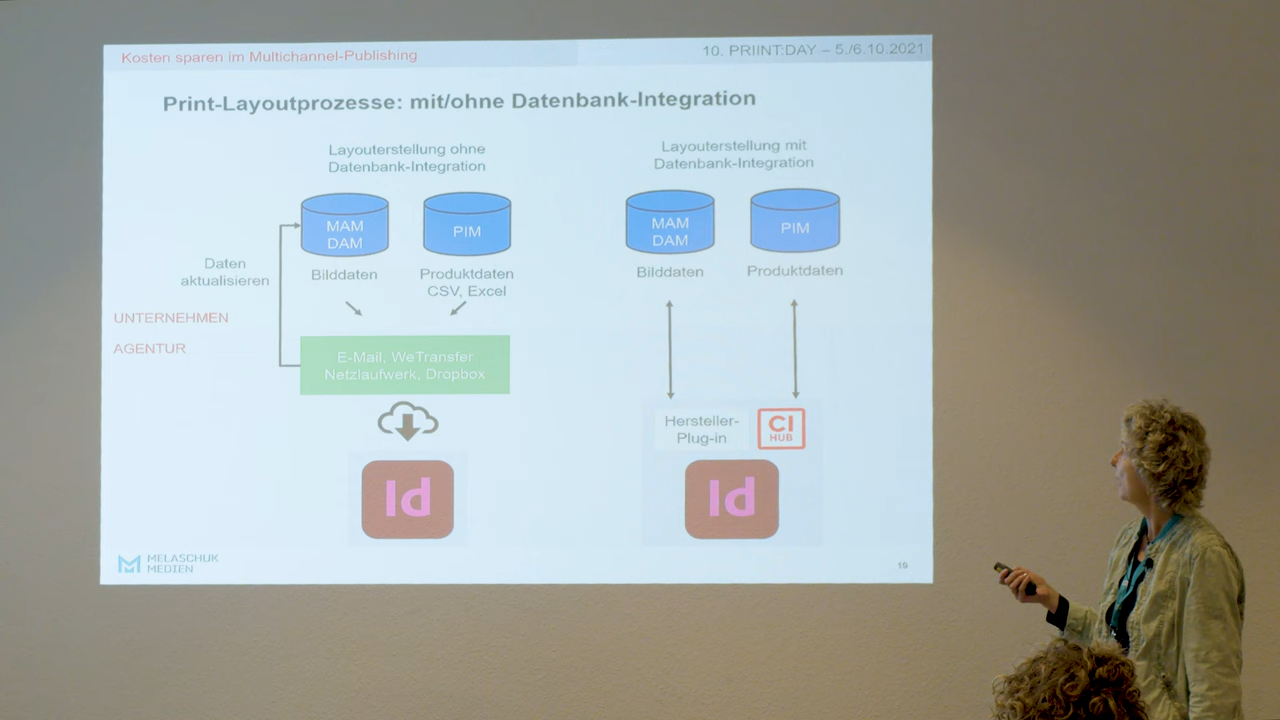 Kosten sparen im Multichannel-Publishing
10. PRIINT:DAY – 5./6.10.2021
Print-Layoutprozesse: mit/ohne Datenbank-Integration
Layouterstellung ohne
Datenbank-Integration
MAM
DAM
PIM
Bilddaten
Produktdaten
CSV, Excel
Daten
aktualisieren
UNTERNEHMEN
AGENTUR
E-Mail, WeTransfer
Netzlaufwerk, Dropbox
Id
Layouterstellung mit
Datenbank-Integration
MAM
DAM
PIM
Bilddaten
Produktdaten
Hersteller-
Plug-in
CI
HUB
Id
MELASCHUK
MEDIEN
19